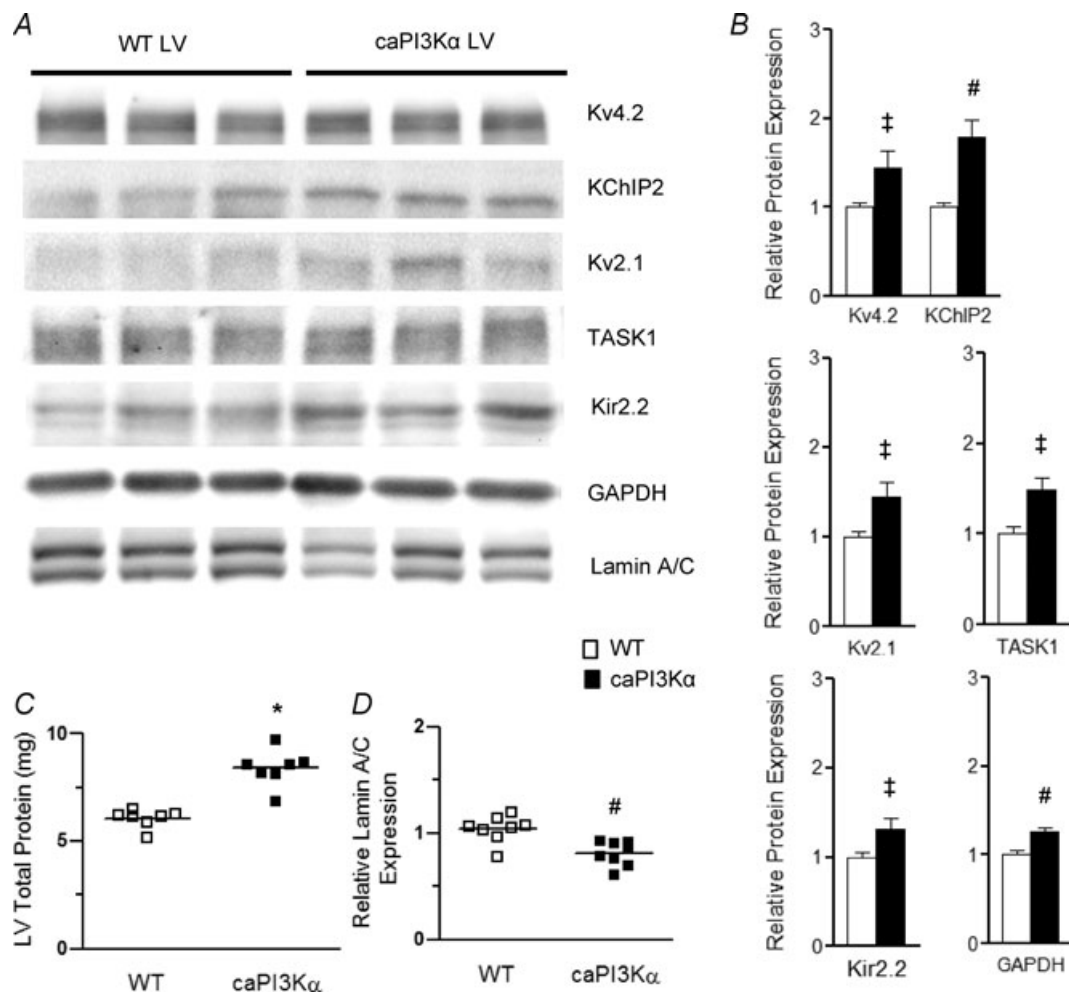 A
WT LV
caPI3Kα LV
Kv4.2
KChIP2
Kv2.1
TASK1
Kir2.2
GAPDH
Lamin A/C
B
Relative Protein Expression
3
2
1
0
‡
#
Kv4.2
KChIP2
Relative Protein Expression
3
2
1
0
‡
Kv2.1
3
2
1
0
‡
TASK1
WT
caPI3Kα
C
LV Total Protein (mg)
10
5
0
*
WT
caPI3Kα
D
Relative Lamin A/C
Expression
2
1
0
#
WT
caPI3Kα
Relative Protein Expression
3
2
1
0
‡
Kir2.2
3
2
1
0
#
GAPDH